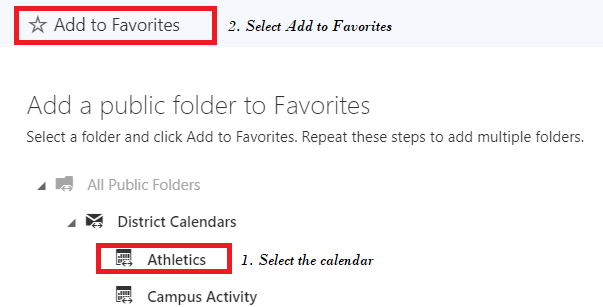 Add to Favorites 2. Select Add to Favorites
Add a public folder to Favorites
Select a folder and click Add to Favorites. Repeat these steps to add multiple folders.
All Public Folders
District Calendars
Athletics 1. Select the calendar
Campus Activity